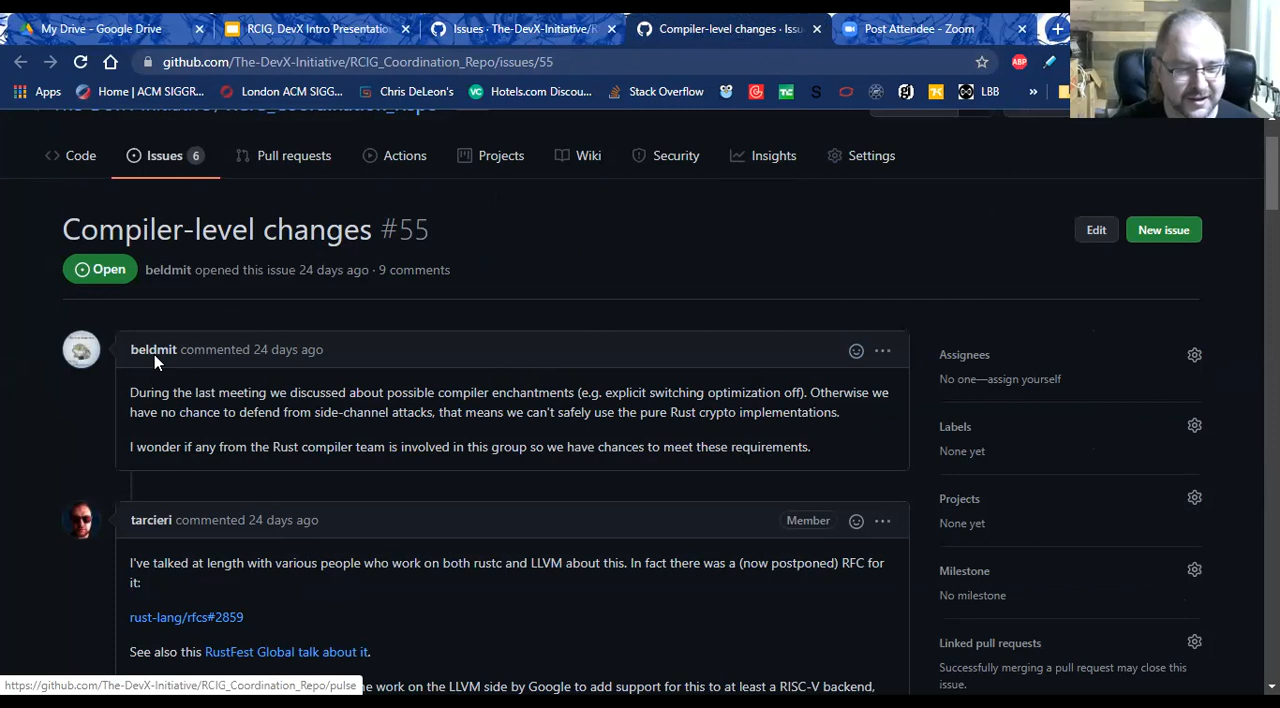 My Drive - Google Drive
RCIG, DevX Intro Presentatio
Issues · The-DevX-Initiative/R
Compiler-level changes · Issu
Post Attendee - Zoom
github.com/The-DevX-Initiative/RCIG_Coordination_Repo/issues/55
ABP
Apps
Home | ACM SIGGR...
London ACM SIGG...
Chris DeLeon's
Hotels.com Discou...
Stack Overflow
LBB
»
Code
Issues 6
Pull requests
Actions
Projects
Wiki
Security
Insights
Settings
Compiler-level changes #55
Edit
New issue
Open
beldmit opened this issue 24 days ago · 9 comments
beldmit commented 24 days ago
During the last meeting we discussed about possible compiler enchantments (e.g. explicit switching optimization off). Otherwise we
have no chance to defend from side-channel attacks, that means we can't safely use the pure Rust crypto implementations.
I wonder if any from the Rust compiler team is involved in this group so we have chances to meet these requirements.
tarcieri commented 24 days ago
Member
I've talked at length with various people who work on both rustc and LLVM about this. In fact there was a (now postponed) RFC for
it:
rust-lang/rfcs#2859
See also this RustFest Global talk about it.
me work on the LLVM side by Google to add support for this to at least a RISC-V backend,
Assignees
No one—assign yourself
Labels
None yet
Projects
None yet
Milestone
No milestone
Linked pull requests
Successfully merging a pull request may close this
issue.
https://github.com/The-DevX-Initiative/RCIG_Coordination_Repo/pulse